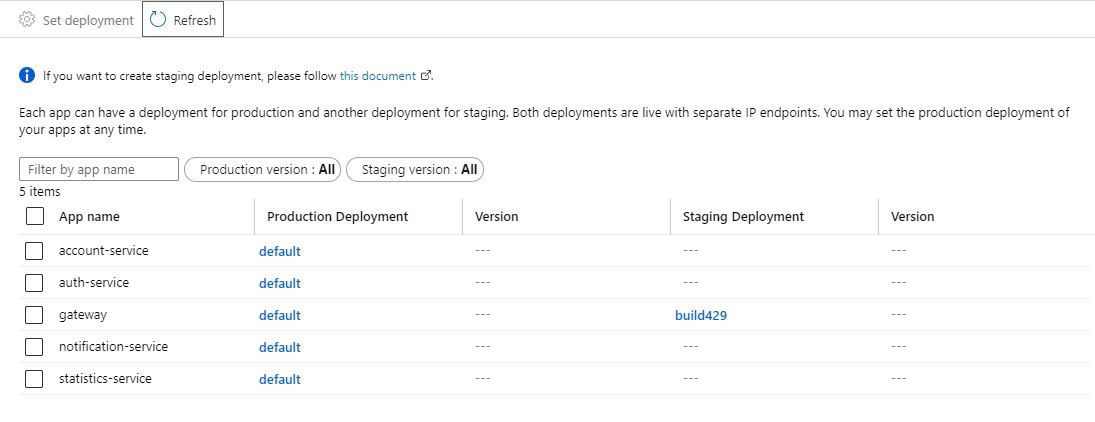 Set deployment Refresh
If you want to create staging deployment, please follow this document.
Each app can have a deployment for production and another deployment for staging. Both deployments are live with separate IP endpoints. You may set the production deployment of
your apps at any time.
Filter by app name Production version : All Staging version : All
5 items
App name Production Deployment Version Staging Deployment Version
account-service default --- --- ---
auth-service default --- --- ---
gateway default --- build429 ---
notification-service default --- --- ---
statistics-service default --- --- ---